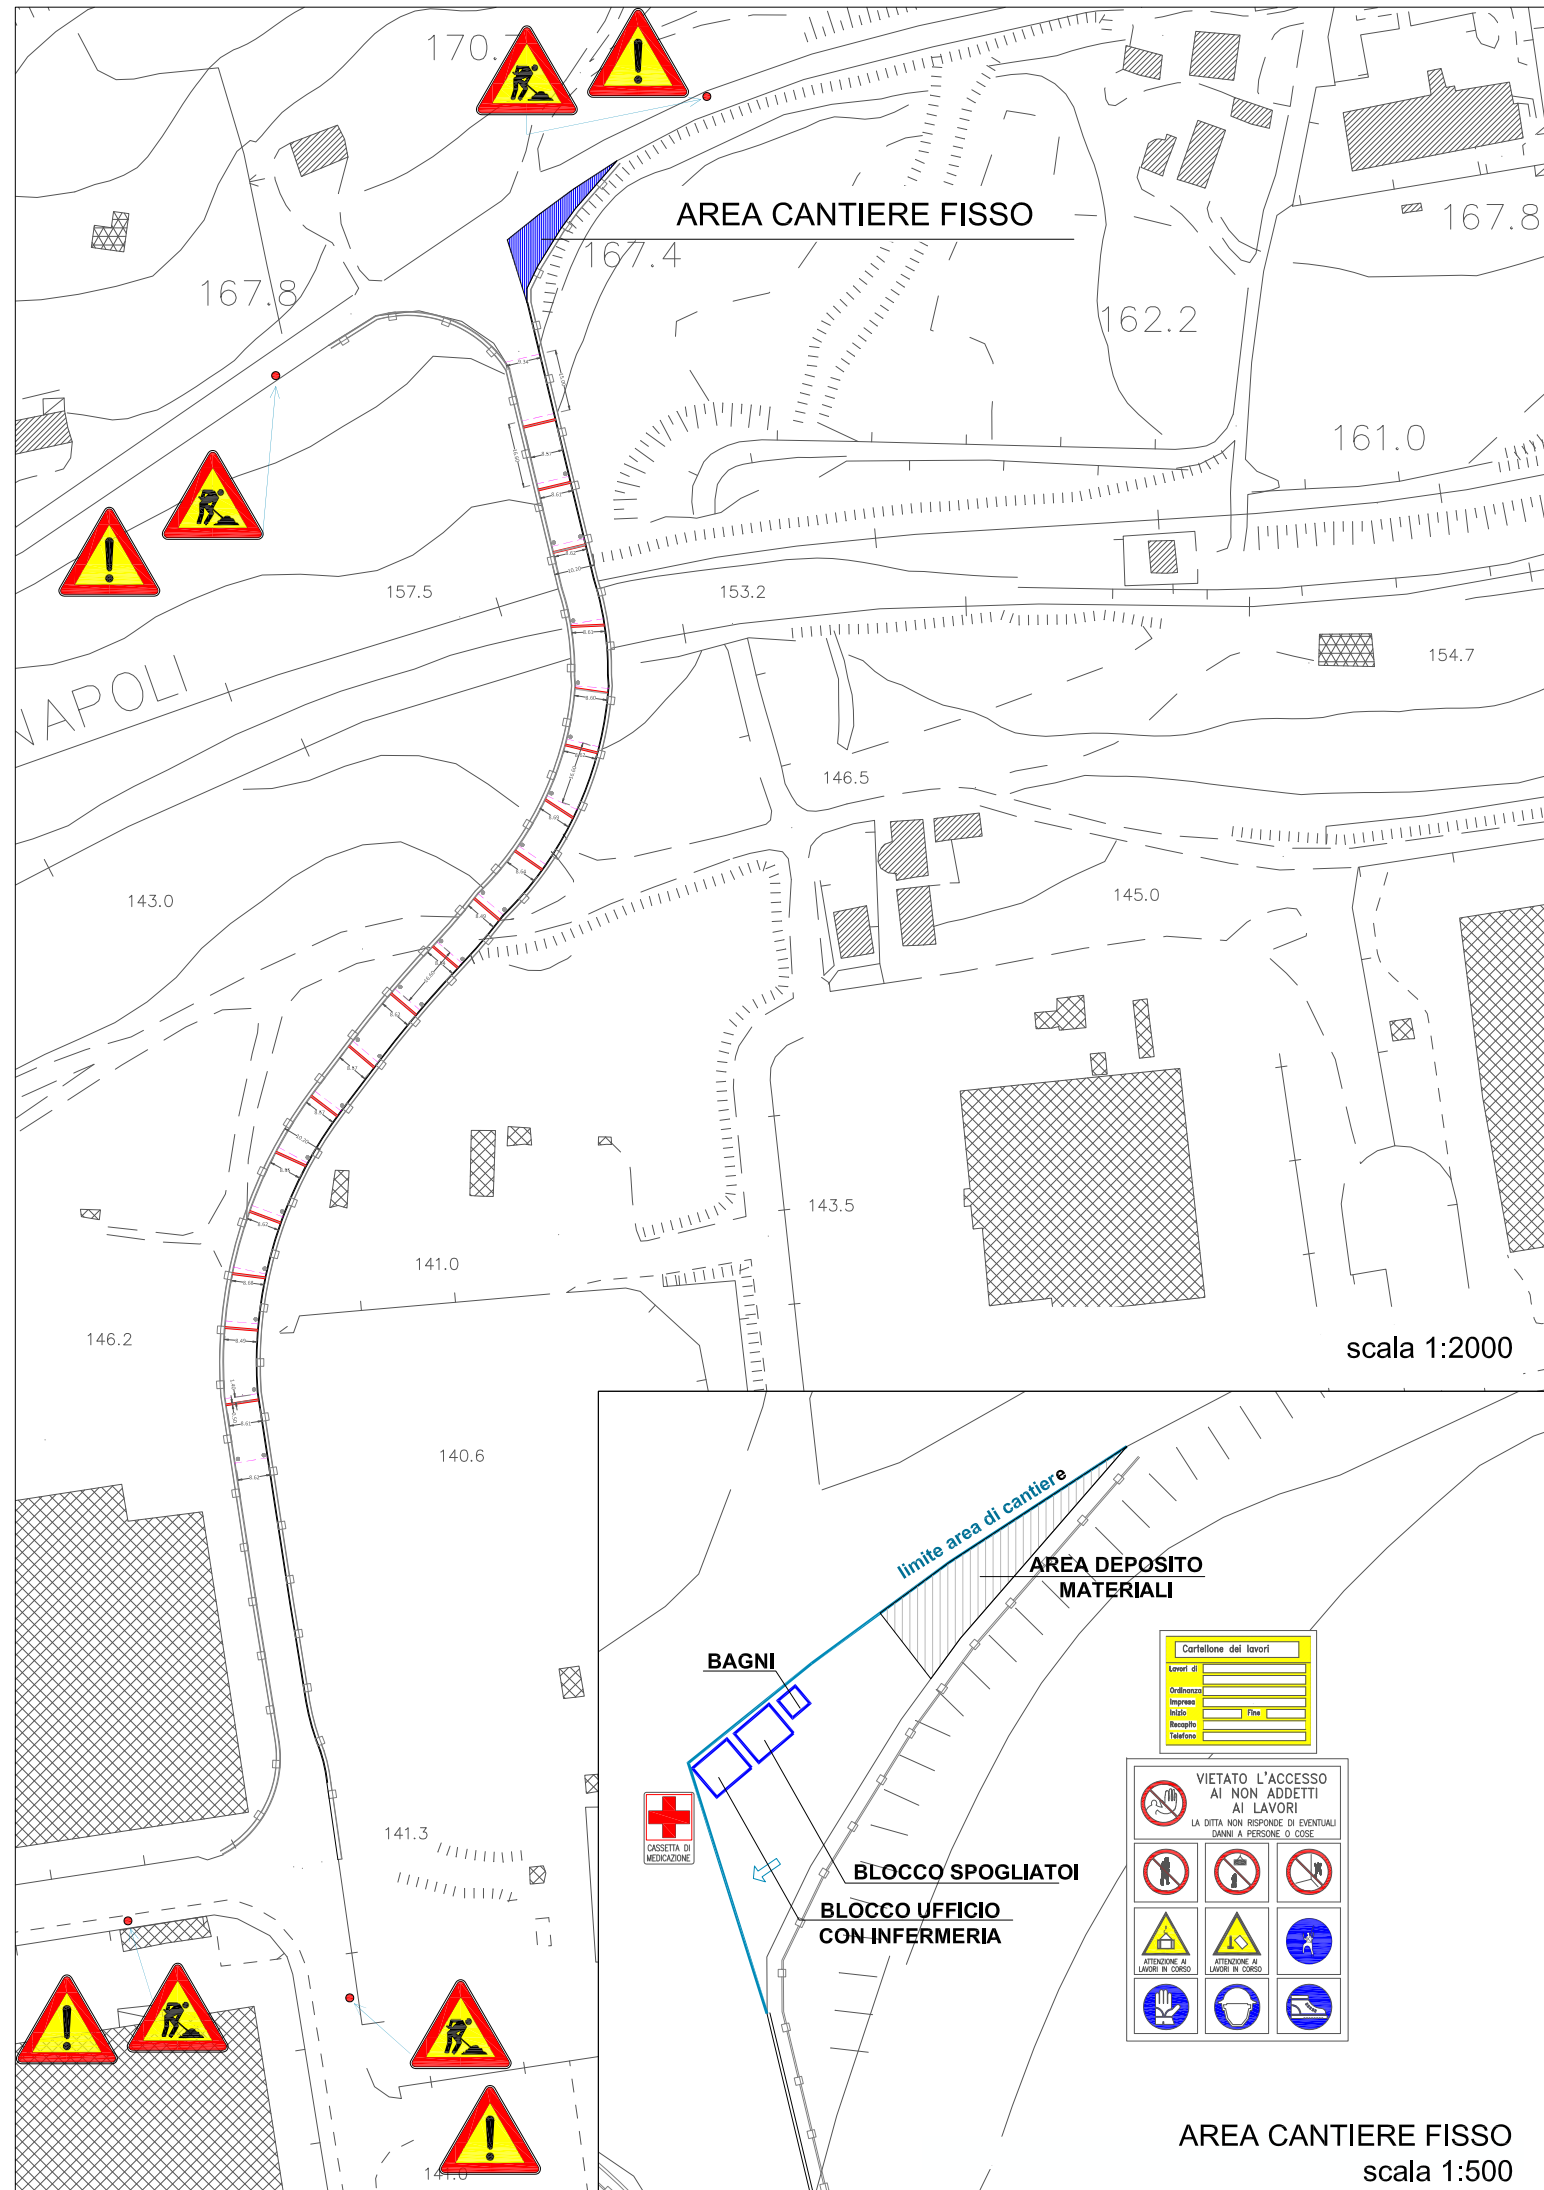 AREA CANTIERE FISSO
167.4
167.8
167.8
162.2
161.0
157.5
153.2
154.7
NAPOLI
146.5
143.0
145.0
143.5
141.0
146.2
scala 1:2000
140.6
limite area di cantiere
AREA DEPOSITO
MATERIALI
BAGNI
Cartellone dei lavori
Lavori di
Ordinanza
Impresa
Inizio Fine
Recapito
Telefono
VIETATO L'ACCESSO
AI NON ADDETTI
AI LAVORI
LA DITTA NON RISPONDE DI EVENTUALI
DANNI A PERSONE O COSE
CASSETTA DI
MEDICAZIONE
141.3
BLOCCO SPOGLIATOI
BLOCCO UFFICIO
CON INFERMERIA
ATTENZIONE AI
LAVORI IN CORSO
ATTENZIONE AI
LAVORI IN CORSO
141.0
AREA CANTIERE FISSO
scala 1:500